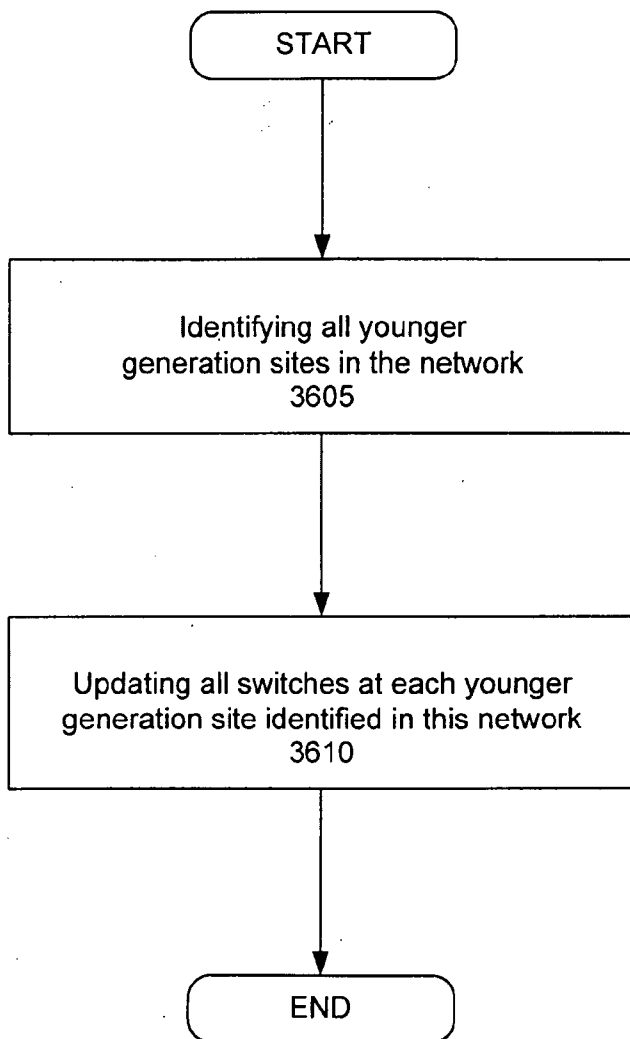 START
Identifying all younger
generation sites in the network
3605
Updating all switches at each younger
generation site identified in this network
3610
END